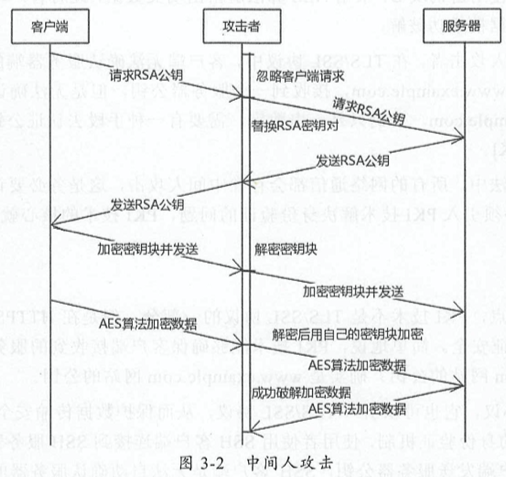 客户端
攻击者
服务器
请求RSA公钥
忽略客户端请求
请求RSA公钥
替换RSA密钥对
发送RSA公钥
发送RSA公钥
加密密钥块并发送
解密密钥块
加密密钥块并发送
AES算法加密数据
解密后用自己的密钥块加密
AES算法加密数据
成功破解加密数据
AES算法加密数据
图 3-2 中间人攻击